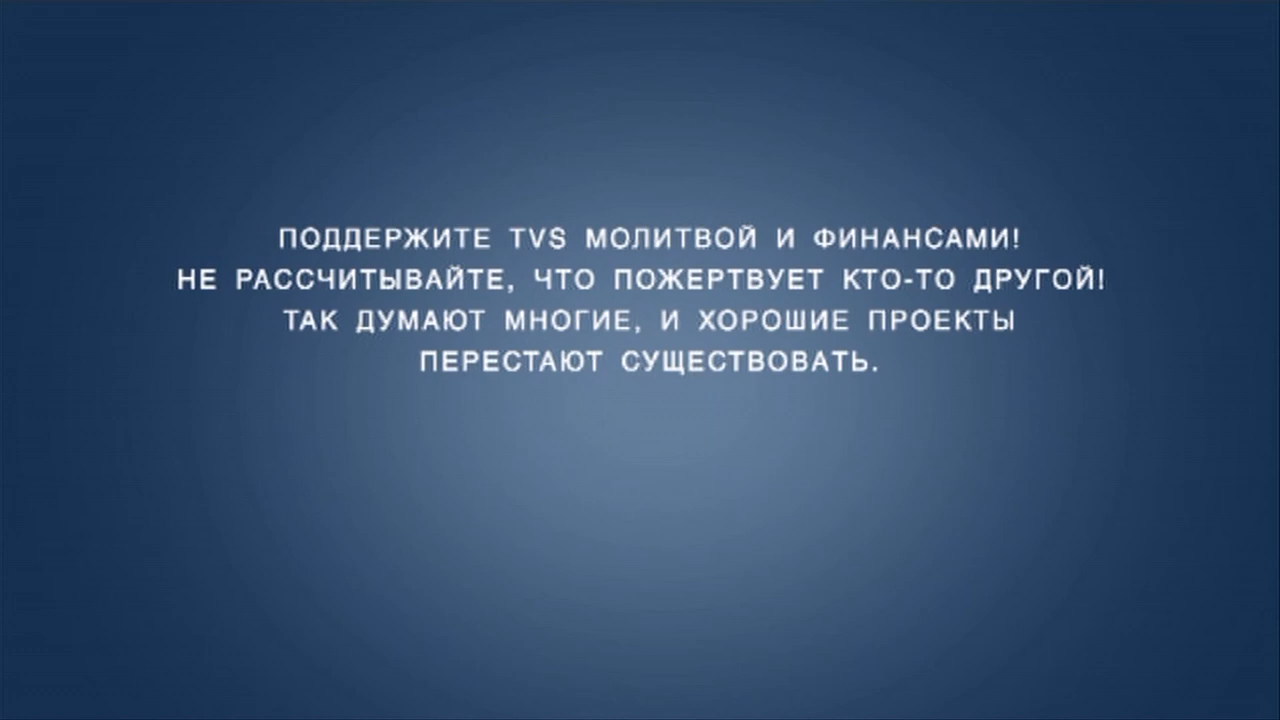 ПОДДЕРЖИТЕ TVS МОЛИТВОЙ И ФИНАНСАМИ!
НЕ РАССЧИТЫВАЙТЕ, ЧТО ПОЖЕРТВУЕТ КТО-ТО ДРУГОЙ!
ТАК ДУМАЮТ МНОГИЕ, И ХОРОШИЕ ПРОЕКТЫ
ПЕРЕСТАЮТ СУЩЕСТВОВАТЬ.